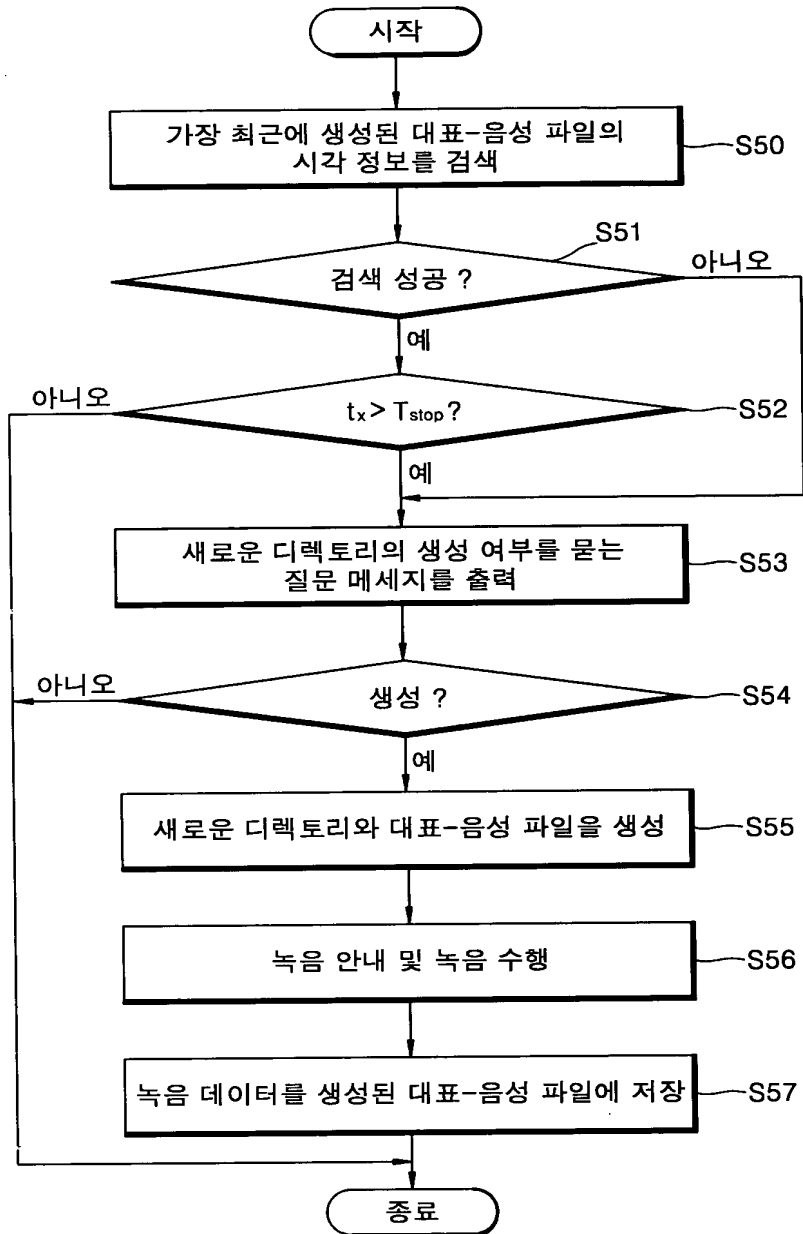 시작
가장 최근에 생성된 대표-음성 파일의
시각 정보를 검색
S50
S51
검색 성공 ?
아니오
예
아니오
tx > Tstop?
S52
예
새로운 디렉토리의 생성 여부를 묻는
질문 메세지를 출력
S53
아니오
생성 ?
S54
예
새로운 디렉토리와 대표-음성 파일을 생성
S55
녹음 안내 및 녹음 수행
S56
녹음 데이터를 생성된 대표-음성 파일에 저장
S57
종료